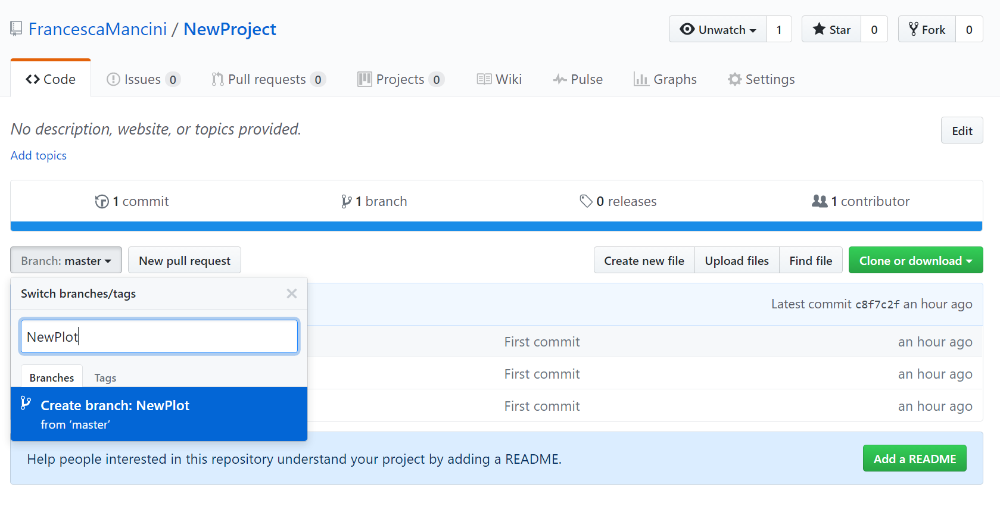 FrancescaMancini / NewProject
Unwatch 1 Star 0 Fork 0
Code Issues 0 Pull requests 0 Projects 0 Wiki Pulse Graphs Settings
No description, website, or topics provided.
Edit
Add topics
1 commit 1 branch 0 releases 1 contributor
Branch: master New pull request Create new file Upload files Find file Clone or download
Switch branches/tags
Latest commit c8f7c2f an hour ago
NewPlot
First commit an hour ago
First commit an hour ago
Branches Tags
First commit an hour ago
Create branch: NewPlot
from ‘master’
Help people interested in this repository understand your project by adding a README.
Add a README